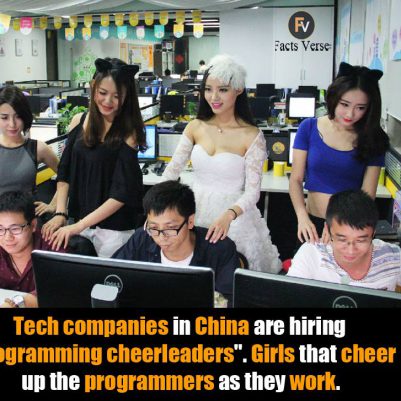 FV
Facts Verse
DELL
Tech companies in China are hiring
ogramming cheerleaders". Girls that cheer
up the programmers as they work.